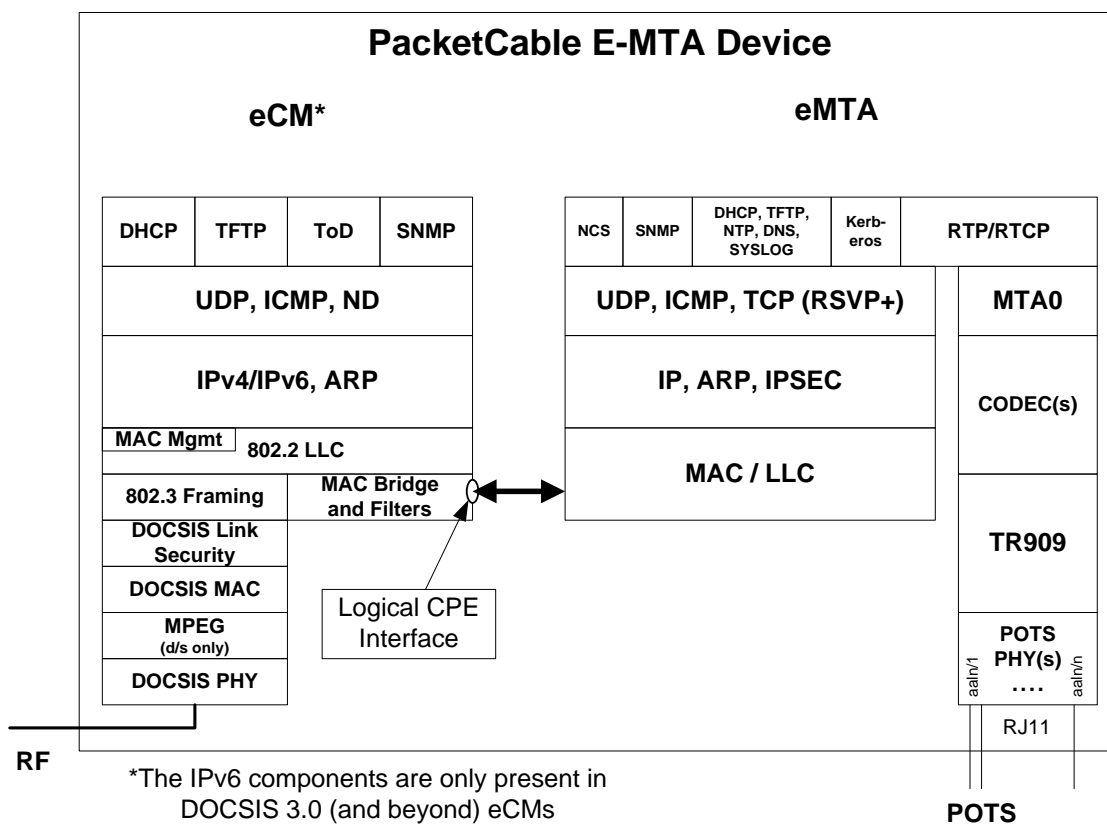 PacketCable E-MTA Device
eCM*
eMTA
DHCP
TFTP
ToD
SNMP
UDP, ICMP, ND
IPv4/IPv6, ARP
MAC Mgmt
802.2 LLC
802.3 Framing
MAC Bridge
and Filters
DOCSIS Link
Security
DOCSIS MAC
MPEG
(d/s only)
DOCSIS PHY
Logical CPE
Interface
NCS
SNMP
DHCP, TFTP,
NTP, DNS,
SYSLOG
Kerb-
eros
RTP/RTCP
UDP, ICMP, TCP (RSVP+)
IP, ARP, IPSEC
MAC / LLC
MTA0
CODEC(s)
TR909
POTS
PHY(s)
....
aaln/1
aaln/n
RJ11
RF
POTS
*The IPv6 components are only present in
DOCSIS 3.0 (and beyond) eCMs